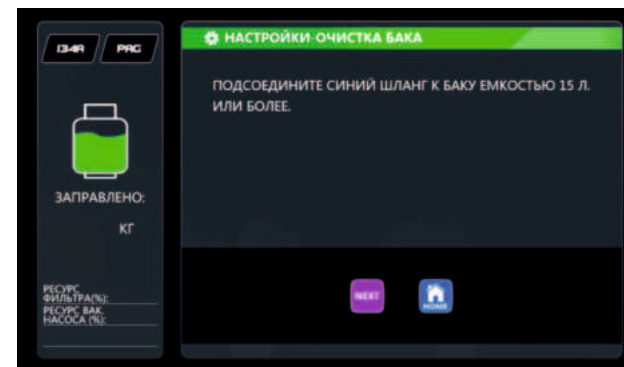 134A PAG
НАСТРОЙКИ-ОЧИСТКА БАКА
ПОДСОЕДИНИТЕ СИНИЙ ШЛАНГ К БАКУ ЕМКОСТЬЮ 15 Л.
ИЛИ БОЛЕЕ.
ЗАПРАВЛЕНО:
КГ
РЕСУРС
ФИЛЬТРА(%):
РЕСУРС ВАК.
НАСОСА (%):
NEXT
HOME